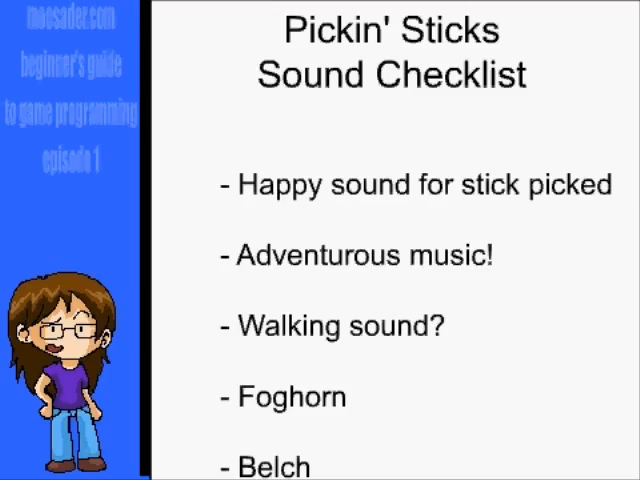 moosader.com
beginner's guide
to game programming
episode 1
Pickin' Sticks
Sound Checklist
- Happy sound for stick picked
- Adventurous music!
- Walking sound?
- Foghorn
- Belch